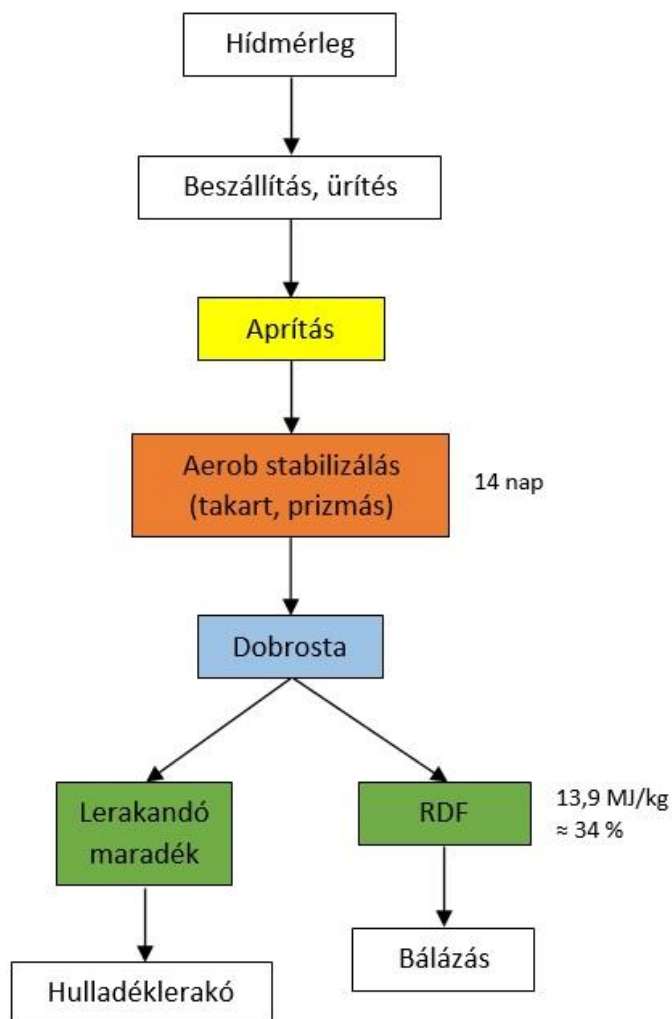 Hídmérleg
Beszállítás, ürítés
Aprítás
Aerob stabilizálás
(takart, prizmás)
14 nap
Dobrosta
Lerakandó
maradék
RDF
13,9 MJ/kg
≈ 34 %
Hulladéklerakó
Bálázás